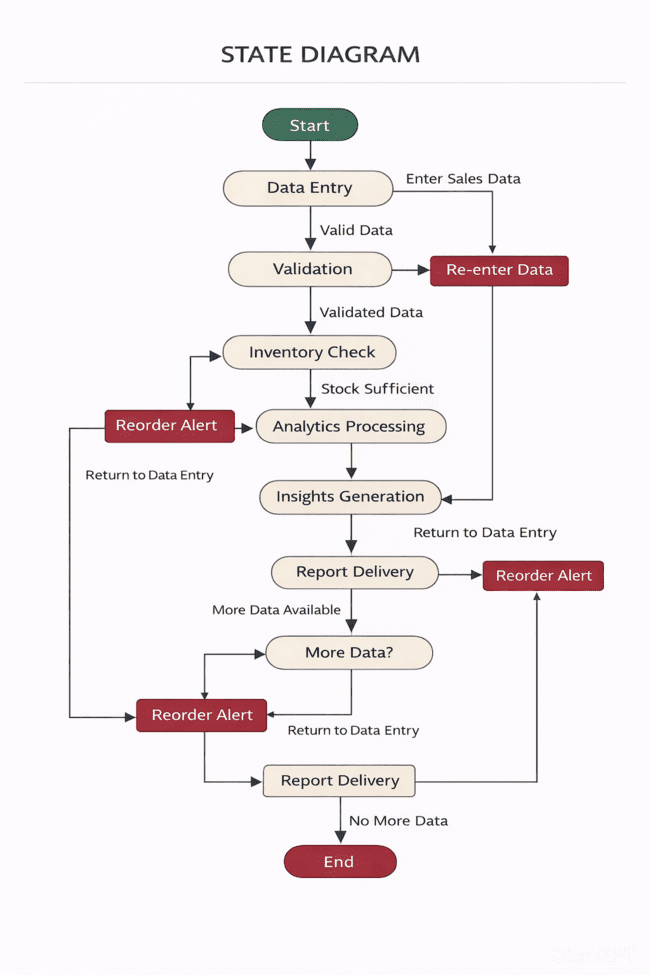 STATE DIAGRAM
Start
Data Entry
Enter Sales Data
Valid Data
Validation
Re-enter Data
Validated Data
Inventory Check
Stock Sufficient
Reorder Alert
Analytics Processing
Return to Data Entry
Insights Generation
Return to Data Entry
Report Delivery
Reorder Alert
More Data Available
More Data?
Reorder Alert
Return to Data Entry
Report Delivery
No More Data
End